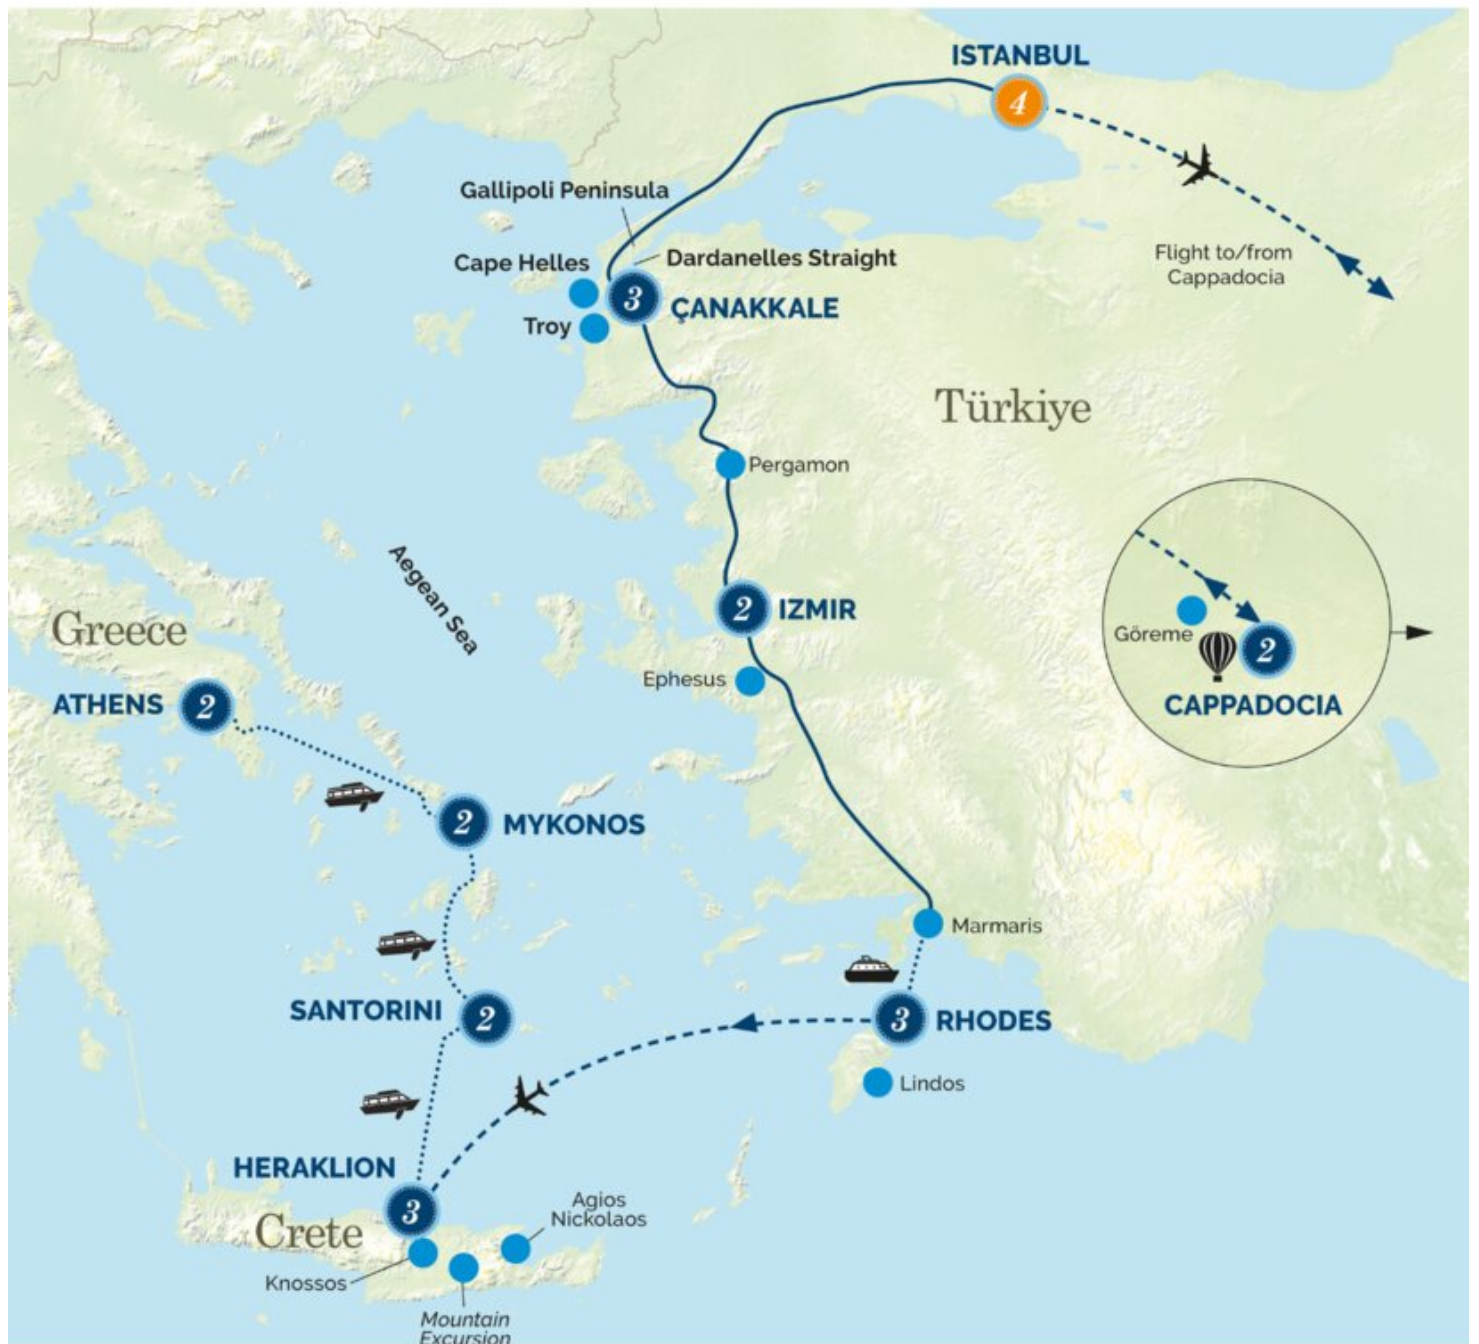 ISTANBUL
4
Gallipoli Peninsula
Cape Helles
Dardanelles Straight
Flight to/from
Cappadocia
3
ÇANAKKALE
Troy
Türkiye
Pergamon
Aegean Sea
2
IZMIR
Greece
Göreme
2
CAPPADOCIA
Ephesus
ATHENS
2
2
MYKONOS
Marmaris
SANTORINI
2
3
RHODES
Lindos
HERAKLION
3
Crete
Agios
Nickolaos
Knossos
Mountain
Excursion